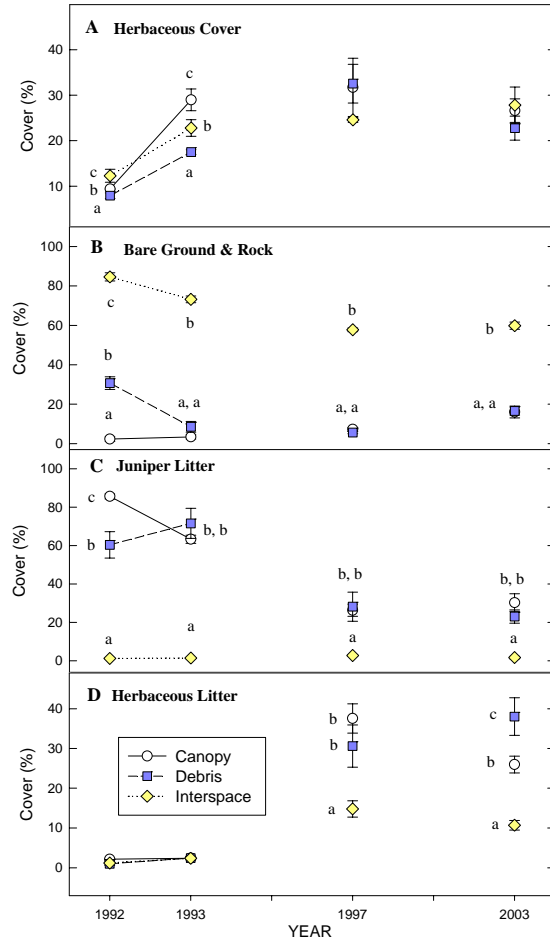 A Herbaceous Cover
Cover (%)
40
30
20
10
c
b
a
c
b
a
B Bare Ground & Rock
Cover (%)
100
80
60
40
20
0
c
b
b
b
b
a
a, a
a, a
a, a
C Juniper Litter
Cover (%)
100
80
60
40
20
0
c
b
b, b
b, b
b, b
a
a
a
a
D Herbaceous Litter
Cover (%)
40
30
20
10
0
b
b
a
c
b
a
Canopy
Debris
Interspace
1992
1993
1997
2003
YEAR